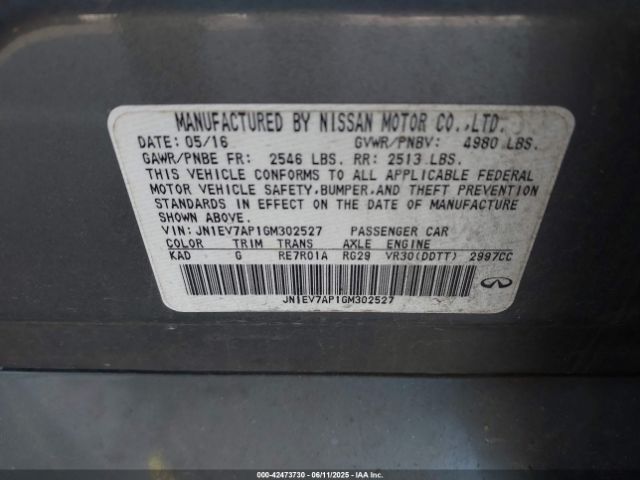 MANUFACTURED BY NISSAN MOTOR CO.,LTD.
DATE: 05/16 GVWR/PNBV: 4980 LBS.
GAWR/PNBE FR: 2546 LBS. RR: 2513 LBS.
THIS VEHICLE CONFORMS TO ALL APPLICABLE FEDERAL
MOTOR VEHICLE SAFETY, BUMPER, AND THEFT PREVENTION
STANDARDS IN EFFECT ON THE DATE OF MANUFACTURE
SHOWN ABOVE.
VIN: JN1EV7AP1GM302527 PASSENGER CAR
COLOR TRIM TRANS AXLE ENGINE
KAD G RE7R01A RG29 VR30(DDTT) 2997CC
JN1EV7AP1GM302527
INFINITI
000-42473730 - 06/11/2025 - IAA Inc.